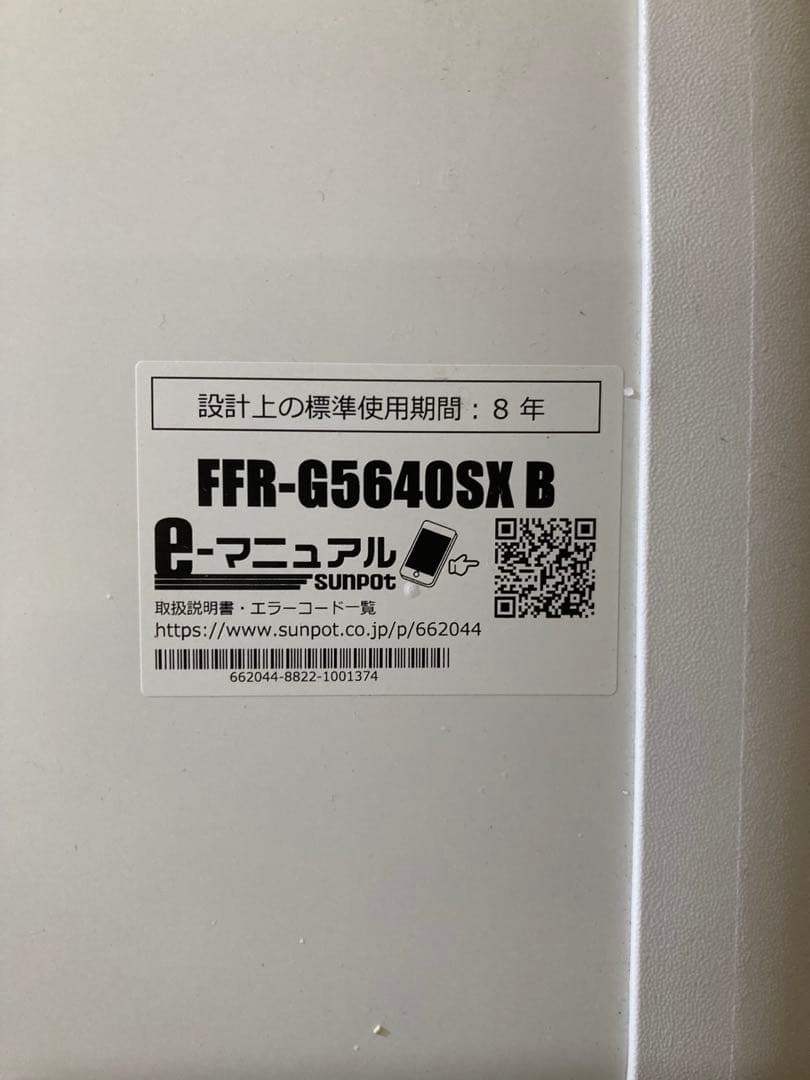 設計上の標準使用期間：8 年
FFR-G5640SX B
e-マニュアル
SUNPOT
取扱説明書・エラーコード一覧
https://www.sunpot.co.jp/p/662044
662044-8822-1001374